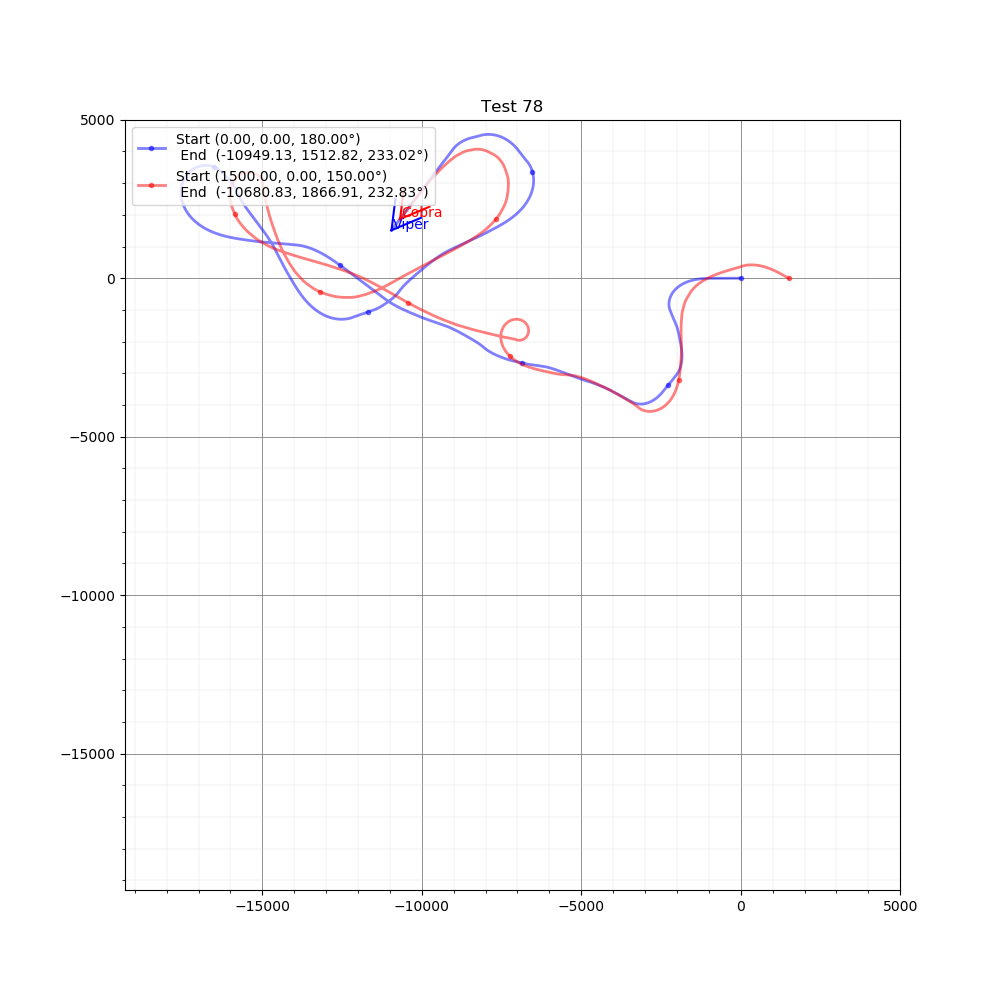 Test 78
5000
Start (0.00, 0.00, 180.00°)
End (-10949.13, 1512.82, 233.02°)
Start (1500.00, 0.00, 150.00°)
End (-10680.83, 1866.91, 232.83°)
Cobra
Viper
0
−5000
−10000
−15000
−15000 −10000 −5000 0 5000